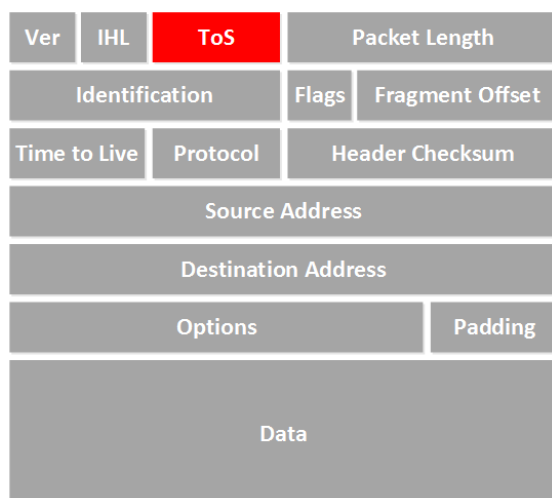 Ver IHL ToS Packet Length
Identification Flags Fragment Offset
Time to Live Protocol Header Checksum
Source Address
Destination Address
Options Padding
Data